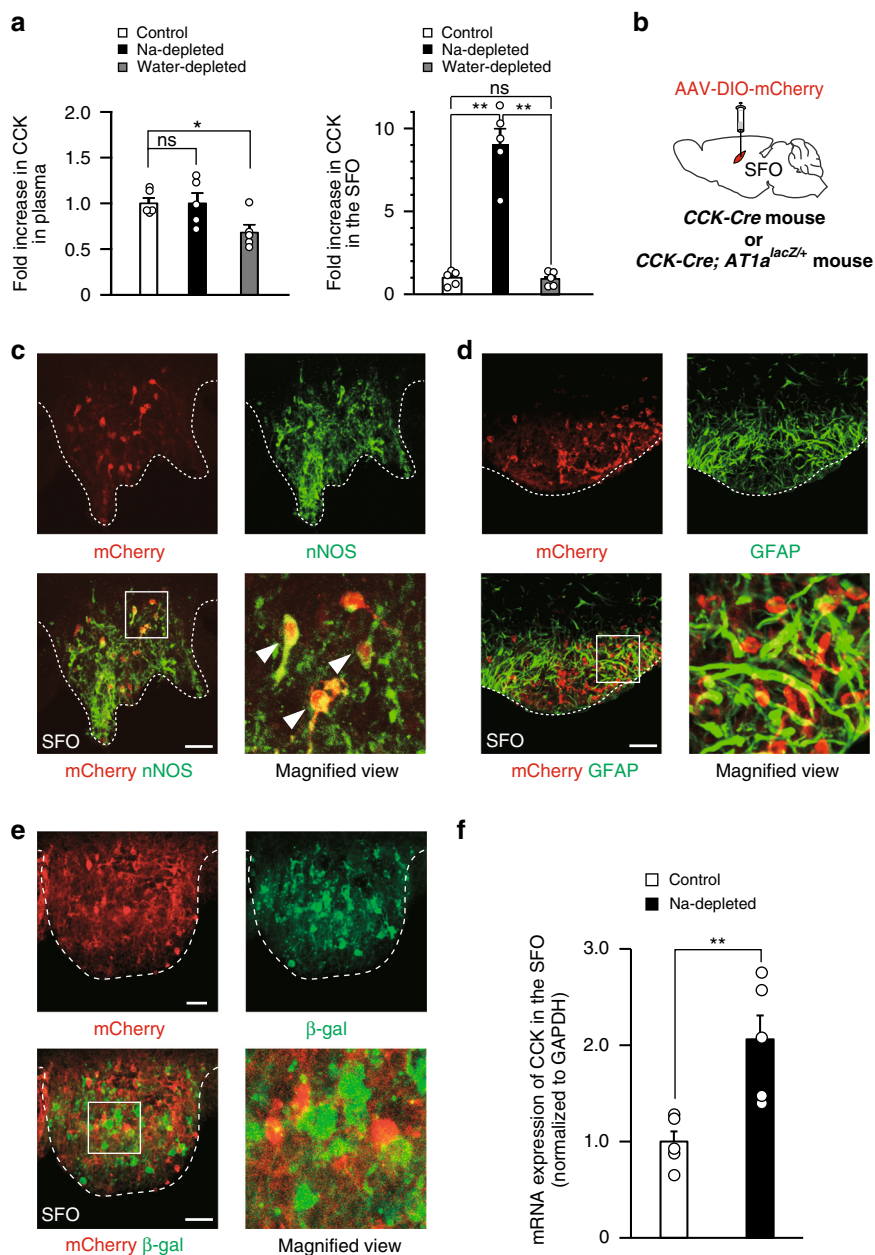 a
Control
Na-depleted
Water-depleted
Fold increase in CCK
in plasma
2.0
1.5
1.0
0.5
0
ns
*
Control
Na-depleted
Water-depleted
Fold increase in CCK
in the SFO
10
5
0
ns
**
**
b
AAV-DIO-mCherry
SFO
CCK-Cre mouse
or
CCK-Cre; AT1a^lacZ/+ mouse
c
mCherry
nNOS
SFO
mCherry nNOS
Magnified view
d
mCherry
GFAP
SFO
mCherry GFAP
Magnified view
e
mCherry
β-gal
SFO
mCherry β-gal
Magnified view
f
Control
Na-depleted
mRNA expression of CCK in the SFO
(normalized to GAPDH)
3.0
2.0
1.0
0
**